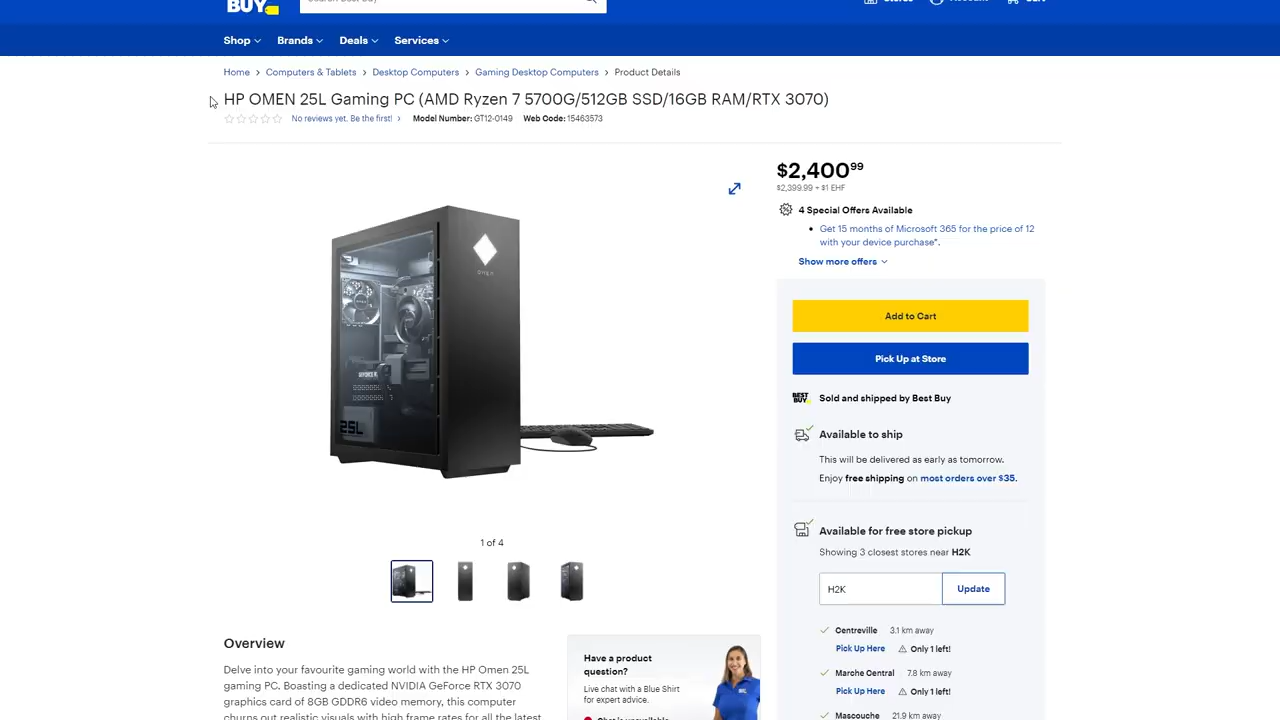 BUY
Shop
Brands
Deals
Services
Home > Computers & Tablets > Desktop Computers > Gaming Desktop Computers > Product Details
HP OMEN 25L Gaming PC (AMD Ryzen 7 5700G/512GB SSD/16GB RAM/RTX 3070)
No reviews yet. Be the first! > Model Number: GT12-0149 Web Code: 15463573
$2,400⁹⁹
$2,399.99 + $1 EHF
4 Special Offers Available
• Get 15 months of Microsoft 365 for the price of 12
with your device purchase*.
Show more offers
Add to Cart
Pick Up at Store
BEST BUY
Sold and shipped by Best Buy
Available to ship
This will be delivered as early as tomorrow.
Enjoy free shipping on most orders over $35.
Available for free store pickup
Showing 3 closest stores near H2K
H2K
Update
Centreville 3.1 km away
Pick Up Here Only 1 left!
Marche Central 7.8 km away
Pick Up Here Only 1 left!
Mascouche 21.9 km away
OMEN
25L
1 of 4
Overview
Delve into your favourite gaming world with the HP Omen 25L
gaming PC. Boasting a dedicated NVIDIA GeForce RTX 3070
graphics card of 8GB GDDR6 video memory, this computer
churns out realistic visuals with high frame rates for all the latest
Have a product
question?
Live chat with a Blue Shirt
for expert advice.